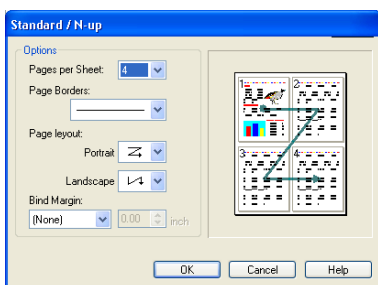 Standard / N-up
Options
Pages per Sheet: 4
Page Borders:
Page layout:
Portrait
Landscape
Bind Margin:
(None) 0.00 inch
1 2
3 4
OK Cancel Help